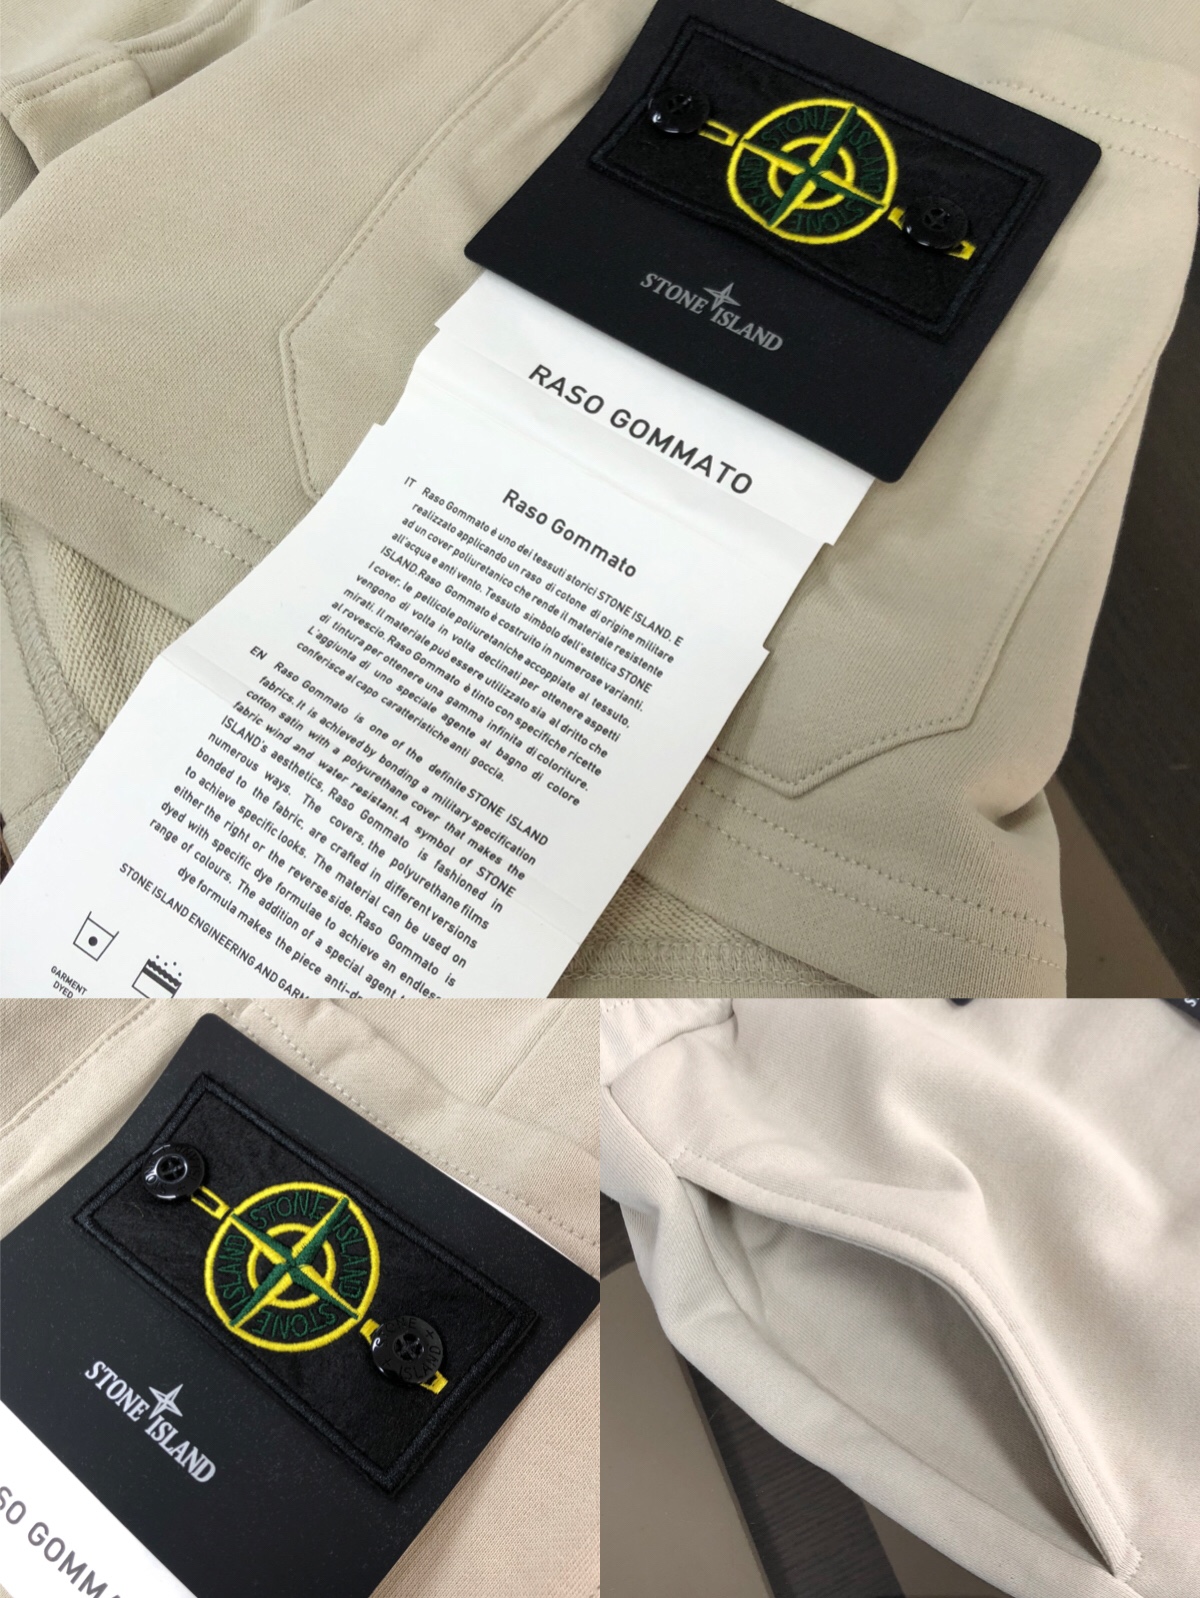 STONE ISLAND STONE ISLAND
STONE ISLAND
RASO GOMMATO
Raso Gommato
IT Raso Gommato è uno dei tessuti storici STONE ISLAND. E
realizzato applicando un raso di cotone di origine militare
ad un cover poliuretanico che rende il materiale resistente
all'acqua e anti vento. Tessuto simbolo dell'estetica STONE
ISLAND.Raso Gommato è costruito in numerose varianti.
I cover, le pellicole poliuretaniche accoppiate al tessuto,
vengono di volta in volta declinati per ottenere aspetti
mirati. Il materiale può essere utilizzato sia al dritto che
al rovescio. Raso Gommato è tinto con specifiche ricette
di tintura per ottenere una gamma infinita di coloriture.
L'aggiunta di uno speciale agente al bagno di colore
conferisce al capo caratteristiche anti goccia.
EN Raso Gommato is one of the definite STONE ISLAND
fabrics. It is achieved by bonding a military specification
cotton satin with a polyurethane cover that makes the
fabric wind and water resistant. A symbol of STONE
ISLAND's aesthetics, Raso Gommato is fashioned in
numerous ways. The covers, the polyurethane films
bonded to the fabric, are crafted in different versions
to achieve specific looks. The material can be used on
either the right or the reverse side. Raso Gommato is
dyed with specific dye formulae to achieve an endless
range of colours. The addition of a special agent
dye formula makes the piece anti-d
STONE ISLAND ENGINEERING AND GARM
GARMENT
DYED
STONE ISLAND STONE ISLAND
STONE ISLAND
SO GOMMA